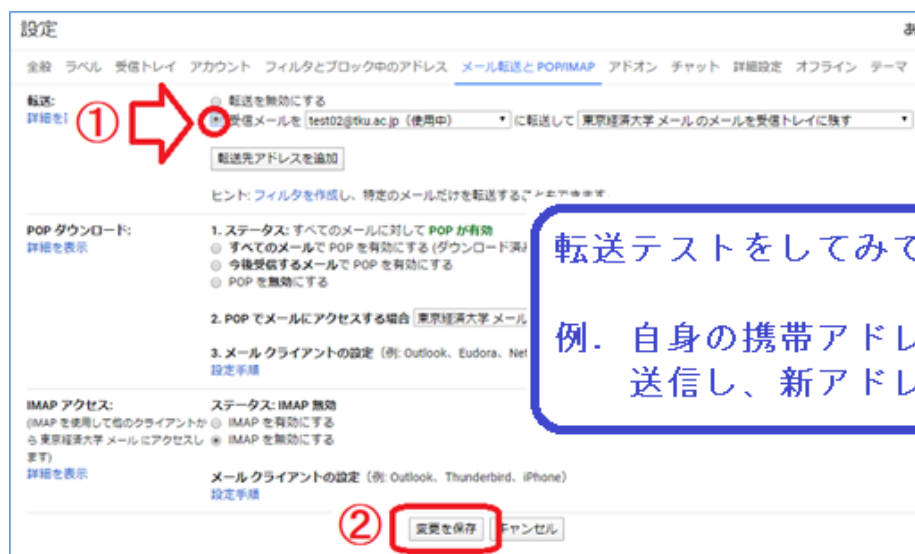 設定
あ
全般 ラベル 受信トレイ アカウント フィルタとブロック中のアドレス メール転送と POP/IMAP アドオン チャット 詳細設定 オフライン テーマ
転送:
転送を無効にする
詳細を
①
受信メールを test02@tku.ac.jp（使用中） に転送して 東京経済大学 メール のメールを受信トレイに残す
転送先アドレスを追加
ヒント: フィルタを作成し、特定のメールだけを転送することもできます。
POP ダウンロード:
1. ステータス: すべてのメールに対して POP が有効
詳細を表示
すべてのメールで POP を有効にする (ダウンロード済み
今後受信するメールで POP を有効にする
POP を無効にする
2. POP でメールにアクセスする場合 東京経済大学 メール
3. メール クライアントの設定（例: Outlook、Eudora、Net
設定手順
転送テストをしてみて
例．自身の携帯アドレ
送信し、新アドレ
IMAP アクセス:
ステータス: IMAP 無効
(IMAP を使用して他のクライアントか
IMAP を有効にする
ら 東京経済大学 メール にアクセスし
IMAP を無効にする
ます)
詳細を表示
メール クライアントの設定（例: Outlook、Thunderbird、iPhone）
設定手順
②
変更を保存 キャンセル